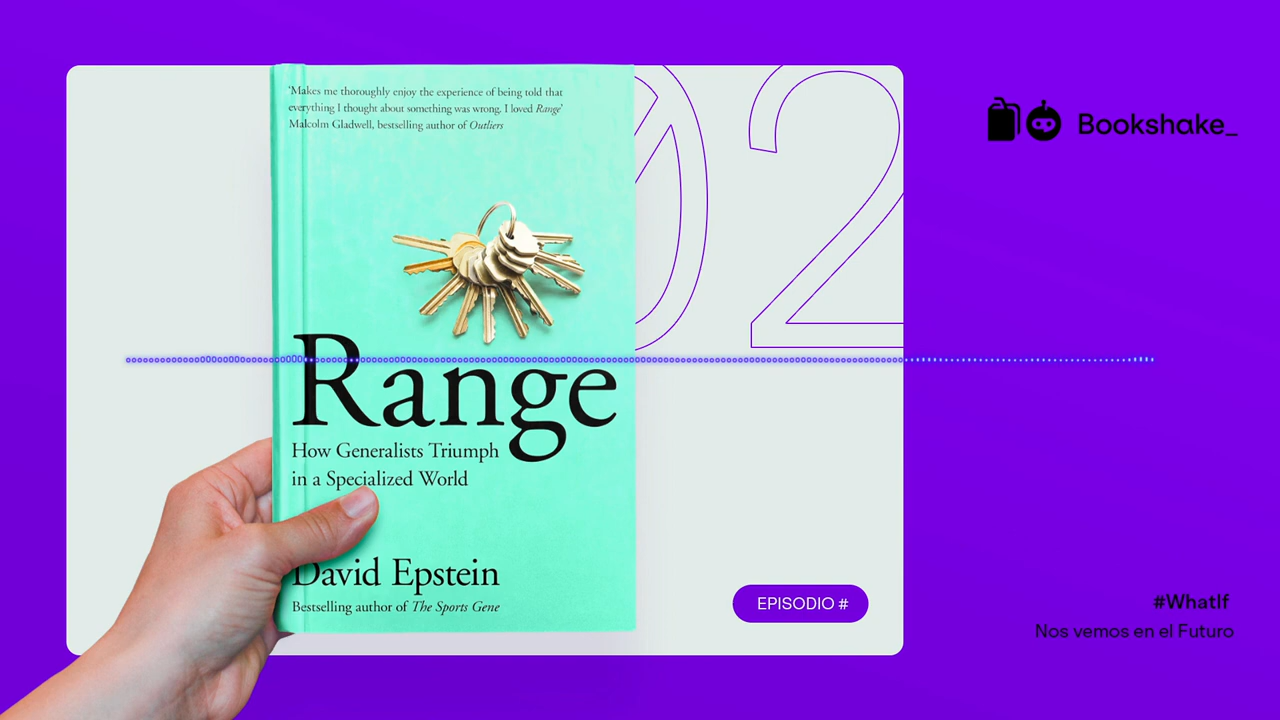 'Makes me thoroughly enjoy the experience of being told that
everything I thought about something was wrong. I loved Range'
Malcolm Gladwell, bestselling author of Outliers
Range
How Generalists Triumph
in a Specialized World
David Epstein
Bestselling author of The Sports Gene
02
EPISODIO #
Bookshake_
#WhatIf
Nos vemos en el Futuro